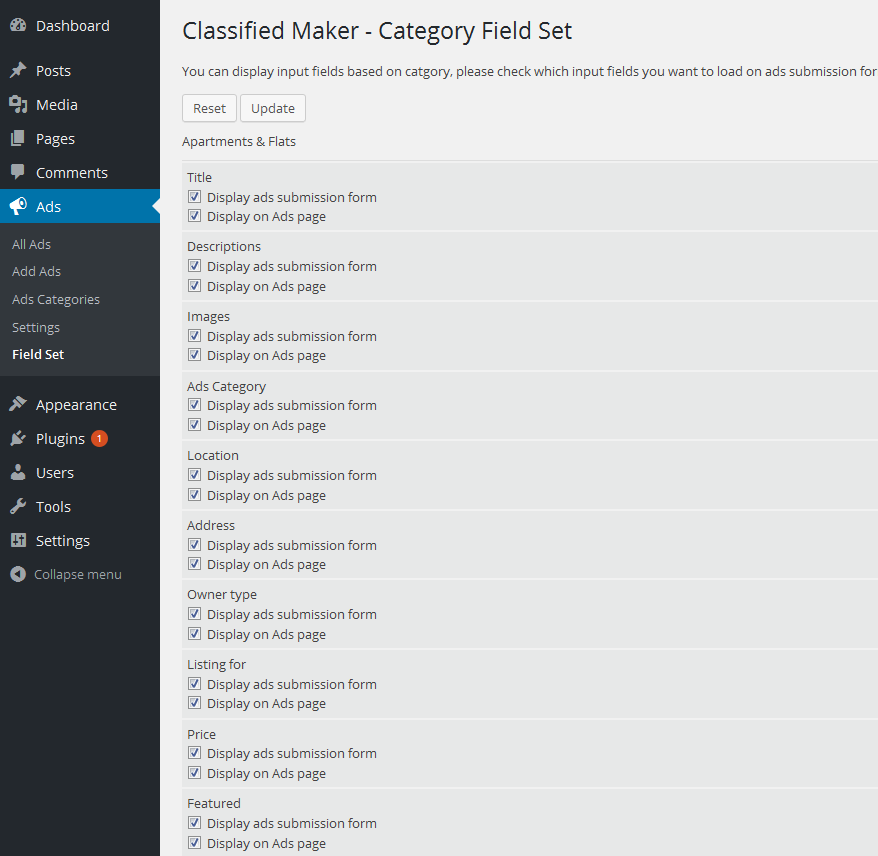 Dashboard
Posts
Media
Pages
Comments
Ads
All Ads
Add Ads
Ads Categories
Settings
Field Set
Appearance
Plugins 1
Users
Tools
Settings
Collapse menu
Classified Maker - Category Field Set
You can display input fields based on catgory, please check which input fields you want to load on ads submission for
Reset Update
Apartments & Flats
Title
Display ads submission form
Display on Ads page
Descriptions
Display ads submission form
Display on Ads page
Images
Display ads submission form
Display on Ads page
Ads Category
Display ads submission form
Display on Ads page
Location
Display ads submission form
Display on Ads page
Address
Display ads submission form
Display on Ads page
Owner type
Display ads submission form
Display on Ads page
Listing for
Display ads submission form
Display on Ads page
Price
Display ads submission form
Display on Ads page
Featured
Display ads submission form
Display on Ads page